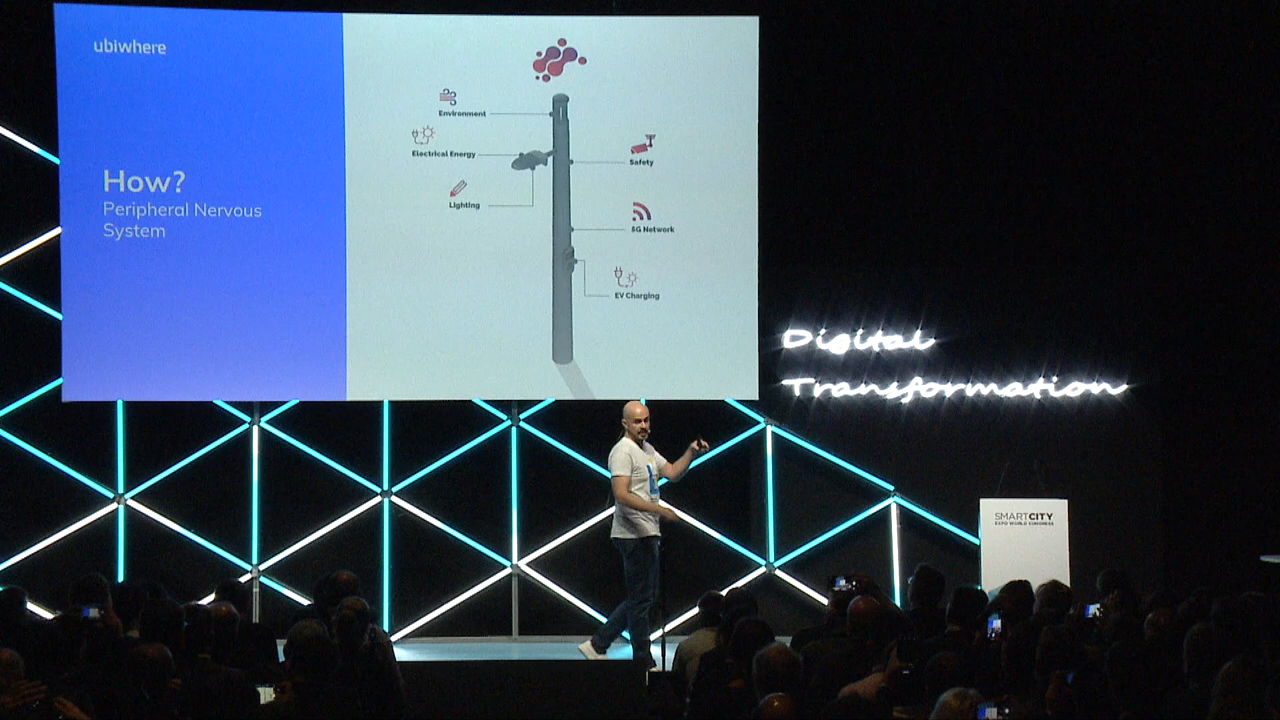 ubiwhere
How?
Peripheral Nervous
System
Environment
Electrical Energy
Lighting
Safety
5G Network
EV Charging
Digital
Transformation
SMARTCITY
EXPO WORLD CONGRESS